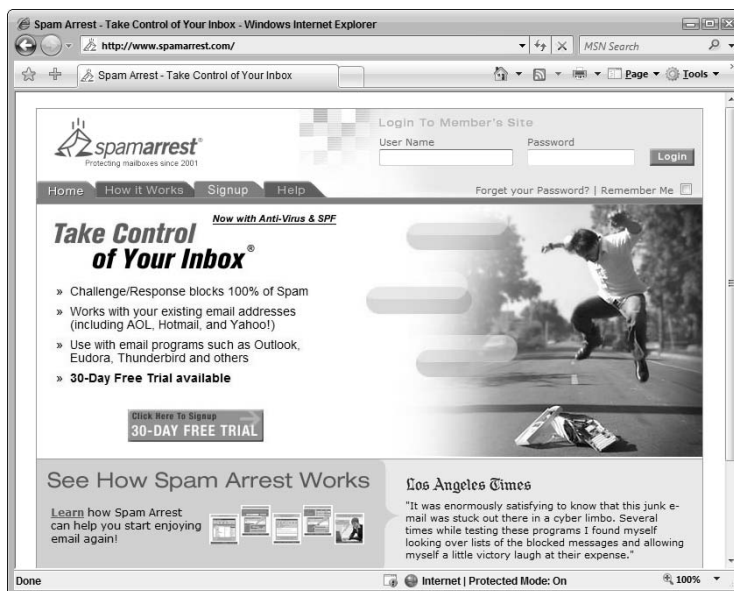 Spam Arrest - Take Control of Your Inbox - Windows Internet Explorer
http://www.spamarrest.com/
MSN Search
Spam Arrest - Take Control of Your Inbox
Page
Tools
spamarrest®
Protecting mailboxes since 2001
Login To Member's Site
User Name
Password
Login
Home
How it Works
Signup
Help
Forget your Password? | Remember Me
Now with Anti-Virus & SPF
Take Control
of Your Inbox®
» Challenge/Response blocks 100% of Spam
» Works with your existing email addresses
(including AOL, Hotmail, and Yahoo!)
» Use with email programs such as Outlook,
Eudora, Thunderbird and others
» 30-Day Free Trial available
Click Here To Signup
30-DAY FREE TRIAL
See How Spam Arrest Works
Learn how Spam Arrest
can help you start enjoying
email again!
Los Angeles Times
"It was enormously satisfying to know that this junk e-
mail was stuck out there in a cyber limbo. Several
times while testing these programs I found myself
looking over lists of the blocked messages and allowing
myself a little victory laugh at their expense."
Done
Internet | Protected Mode: On
100%